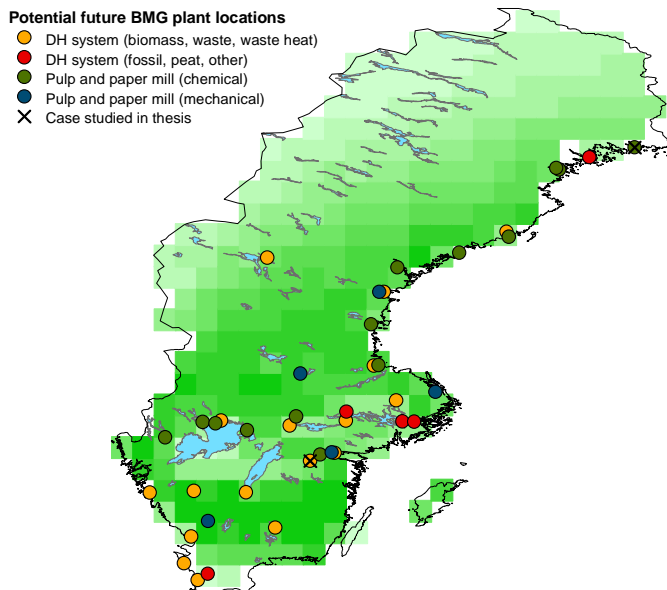 Potential future BMG plant locations
DH system (biomass, waste, waste heat)
DH system (fossil, peat, other)
Pulp and paper mill (chemical)
Pulp and paper mill (mechanical)
Case studied in thesis